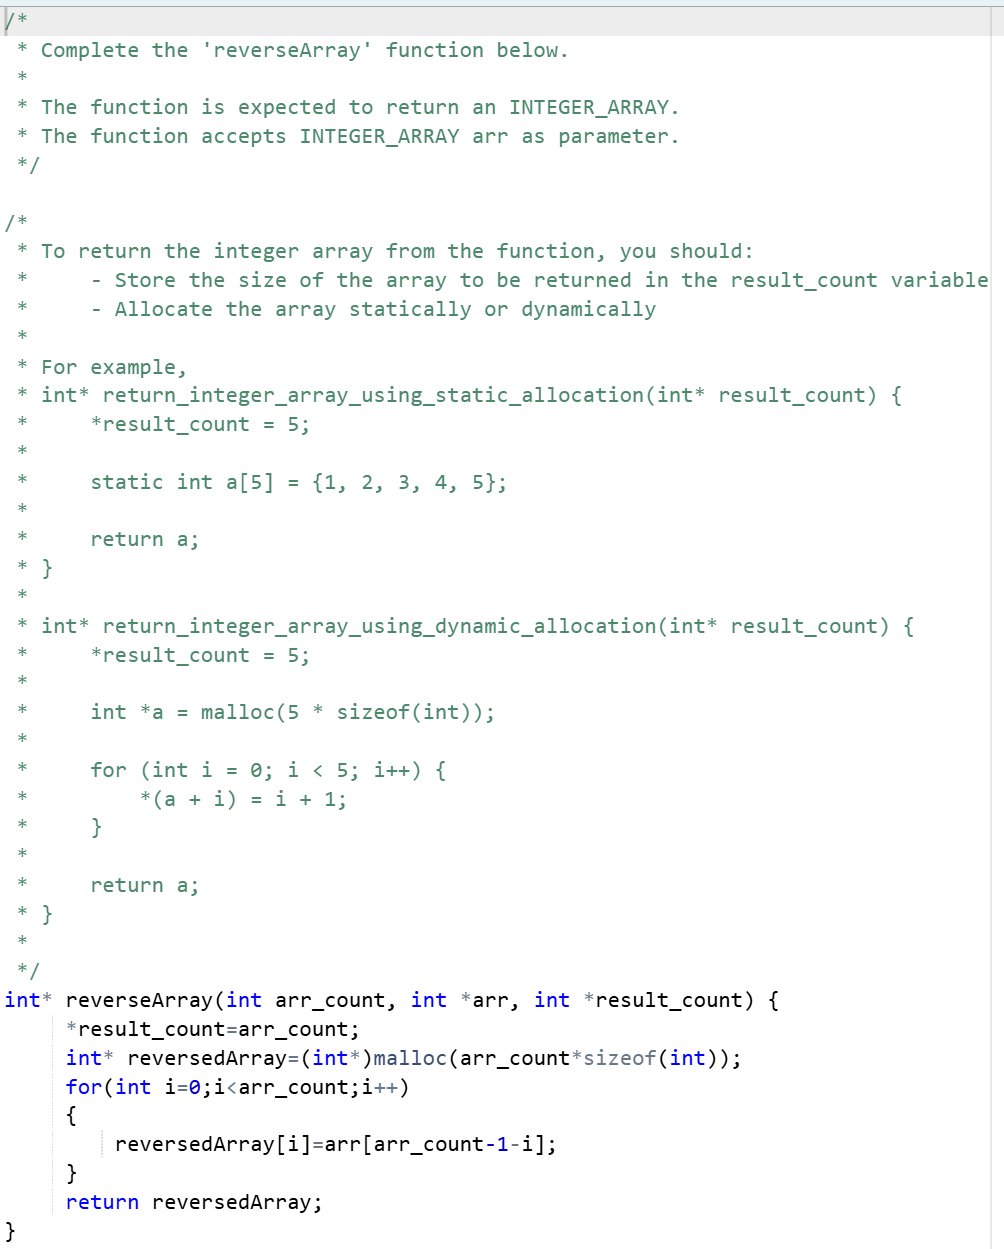 /*
 * Complete the 'reverseArray' function below.
 *
 * The function is expected to return an INTEGER_ARRAY.
 * The function accepts INTEGER_ARRAY arr as parameter.
 */

/*
 * To return the integer array from the function, you should:
 *     - Store the size of the array to be returned in the result_count variable
 *     - Allocate the array statically or dynamically
 *
 * For example,
 * int* return_integer_array_using_static_allocation(int* result_count) {
 *     *result_count = 5;
 *
 *     static int a[5] = {1, 2, 3, 4, 5};
 *
 *     return a;
 * }
 *
 * int* return_integer_array_using_dynamic_allocation(int* result_count) {
 *     *result_count = 5;
 *
 *     int *a = malloc(5 * sizeof(int));
 *
 *     for (int i = 0; i < 5; i++) {
 *         *(a + i) = i + 1;
 *     }
 *
 *     return a;
 * }
 *
 */
int* reverseArray(int arr_count, int *arr, int *result_count) {
     *result_count=arr_count;
     int* reversedArray=(int*)malloc(arr_count*sizeof(int));
     for(int i=0;i<arr_count;i++)
     {
         reversedArray[i]=arr[arr_count-1-i];
     }
     return reversedArray;
}